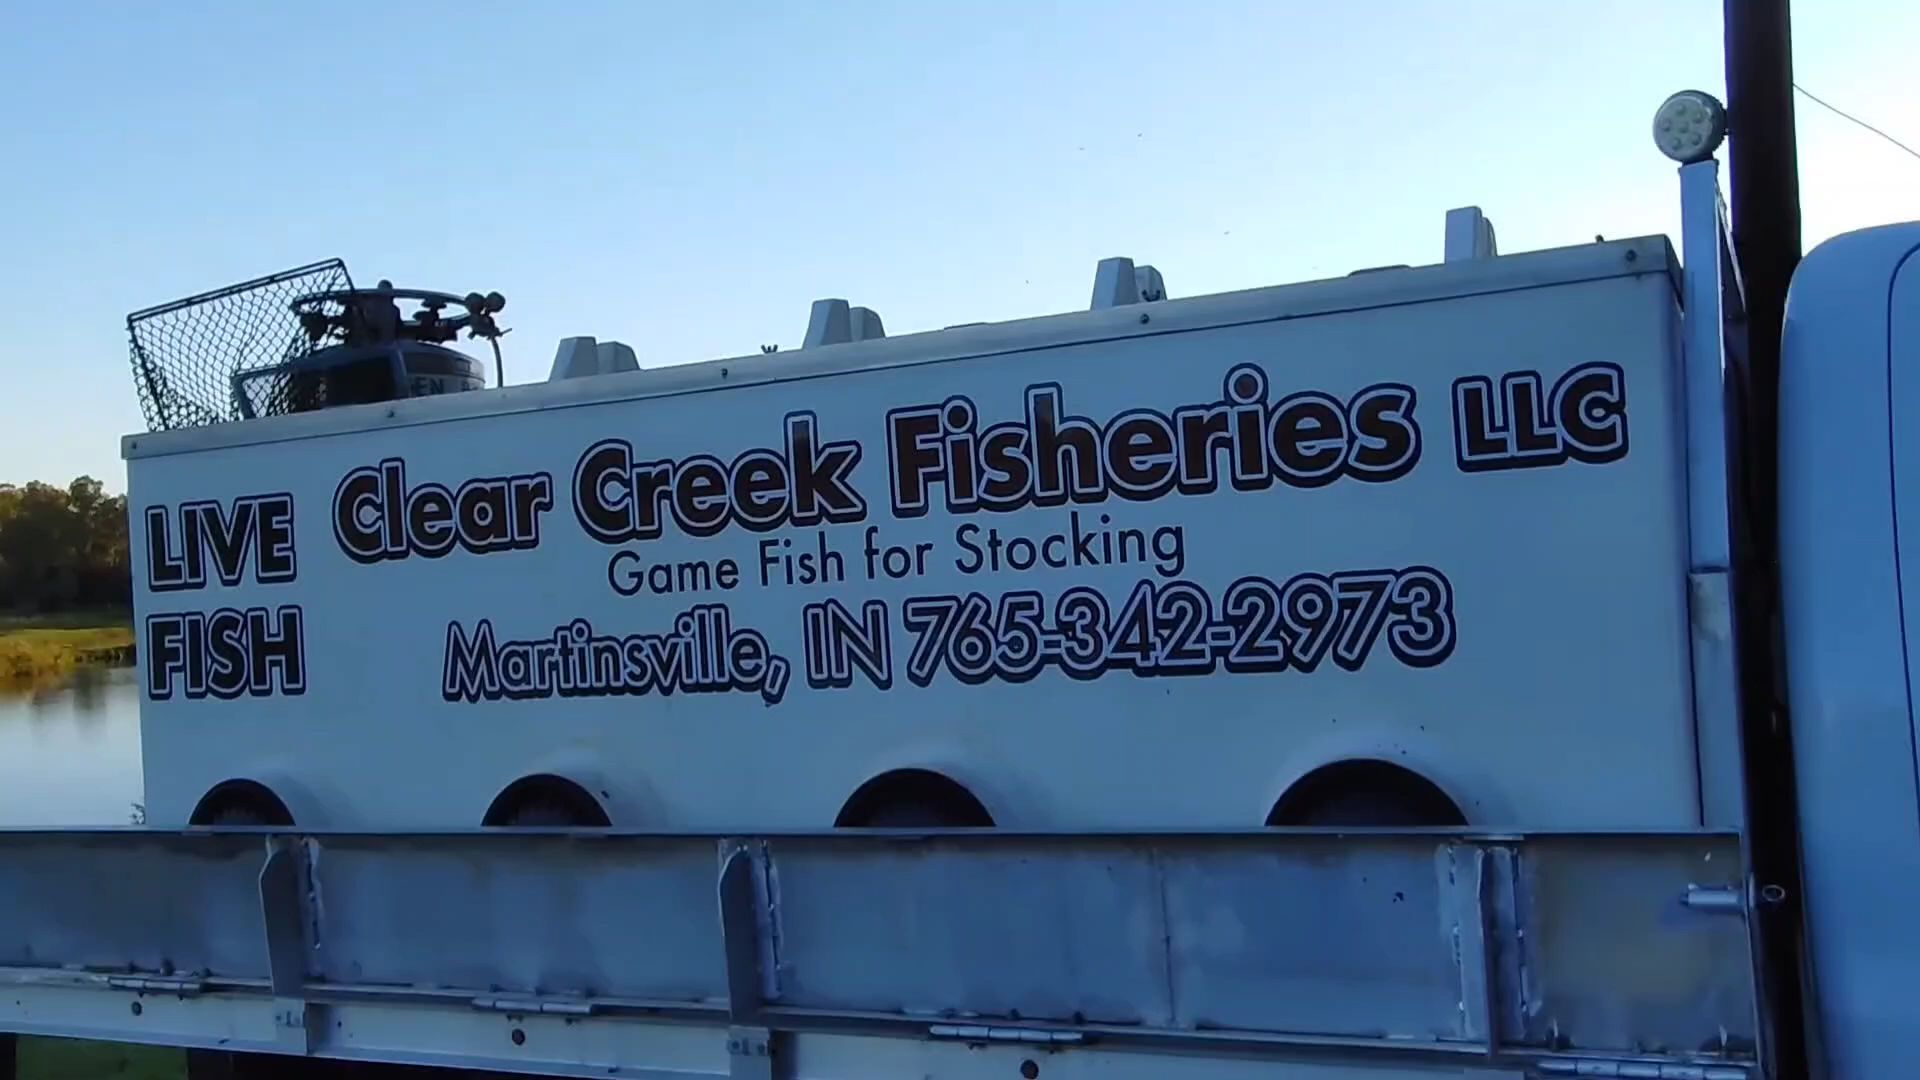 LIVE
FISH
Clear Creek Fisheries LLC
Game Fish for Stocking
Martinsville, IN 765-342-2973